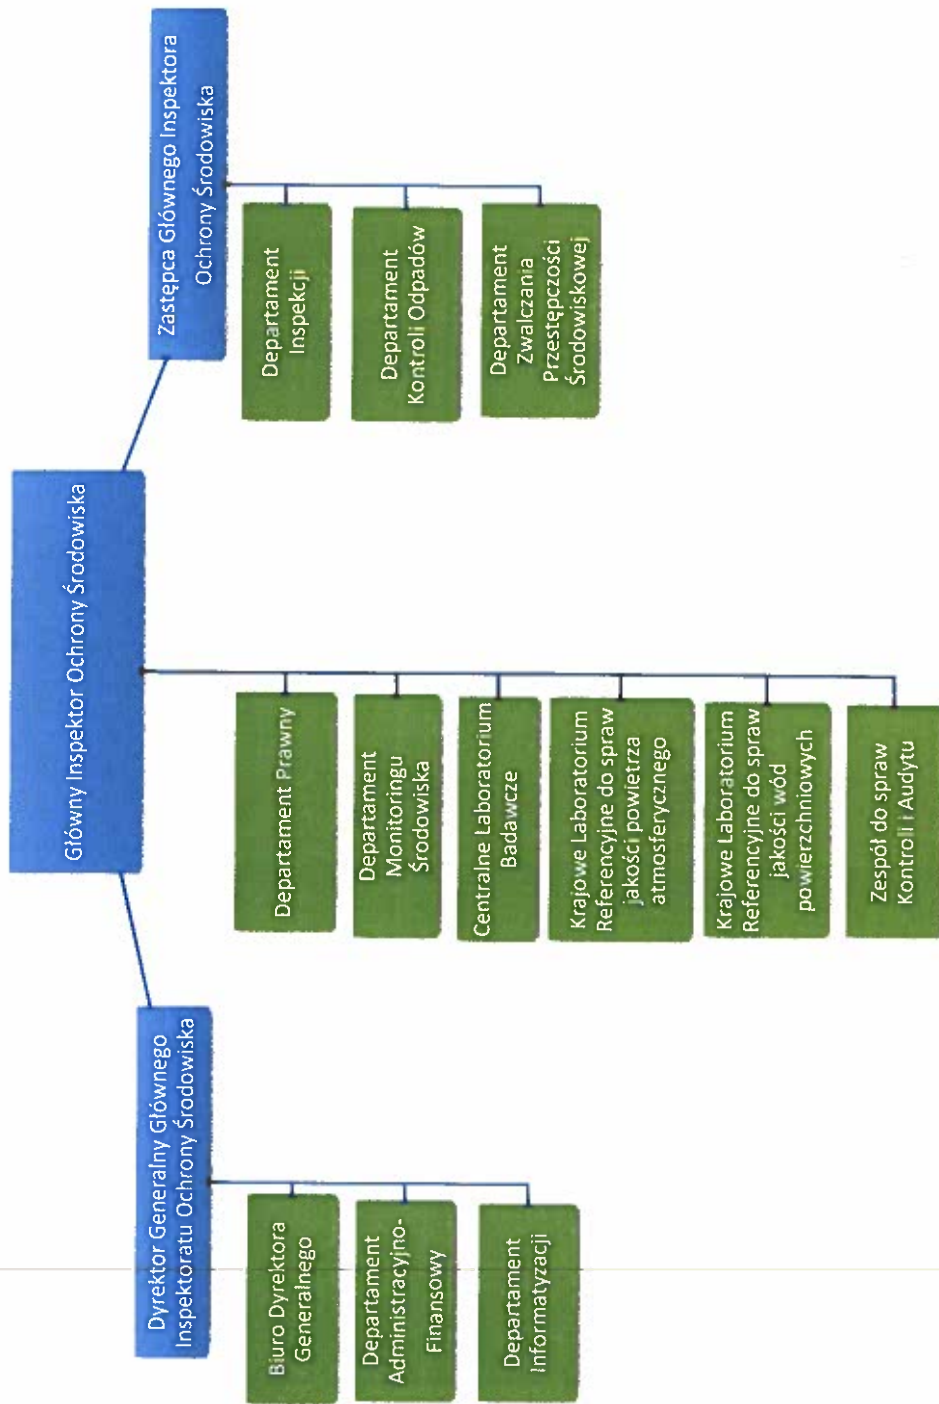 Główny Inspektor Ochrony Środowiska
Dyrektor Generalny Głównego
Inspektoratu Ochrony Środowiska
Biuro Dyrektora
Generalnego
Departament
Administracyjno-
Finansowy
Departament
Informatyzacji
Departament Prawny
Departament
Monitoringu
Środowiska
Centralne Laboratorium
Badawcze
Krajowe Laboratorium
Referencyjne do spraw
jakości powietrza
atmosferycznego
Krajowe Laboratorium
Referencyjne do spraw
jakości wód
powierzchniowych
Zespół do spraw
Kontroli i Audytu
Zastępca Głównego Inspektora
Ochrony Środowiska
Departament
Inspekcji
Departament
Kontroli Odpadów
Departament
Zwalczania
Przestępczości
Środowiskowej